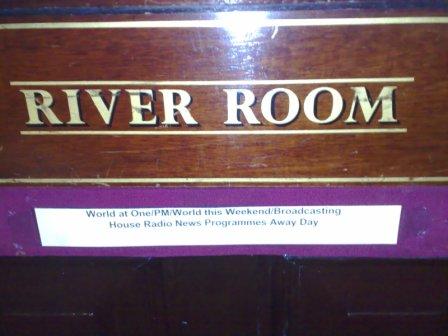 RIVER ROOM
World at One/PM/World this Weekend/Broadcasting
House Radio News Programmes Away Day